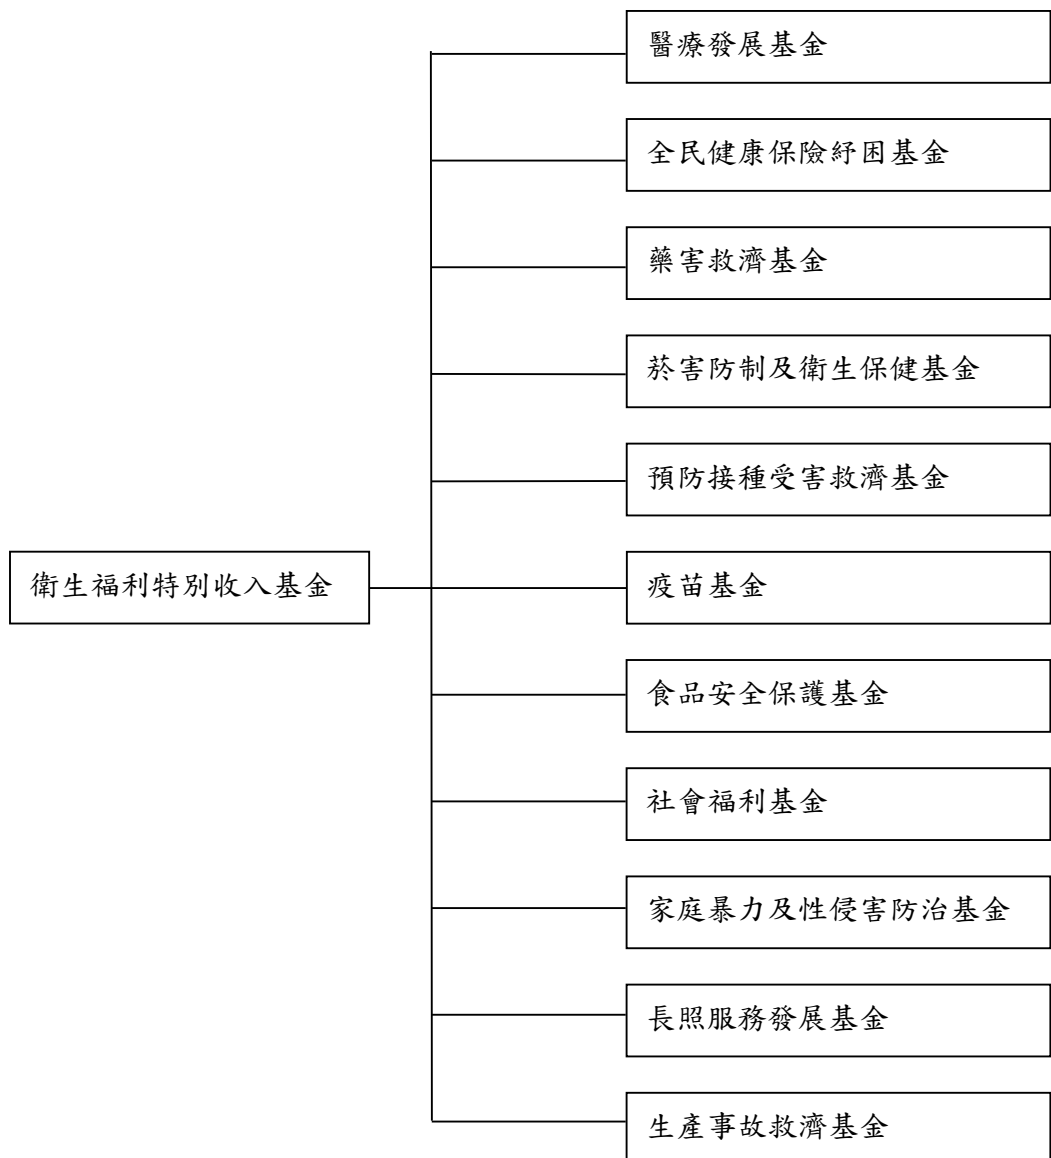 醫療發展基金
全民健康保險紓困基金
藥害救濟基金
菸害防制及衛生保健基金
預防接種受害救濟基金
衛生福利特別收入基金
疫苗基金
食品安全保護基金
社會福利基金
家庭暴力及性侵害防治基金
長照服務發展基金
生產事故救濟基金